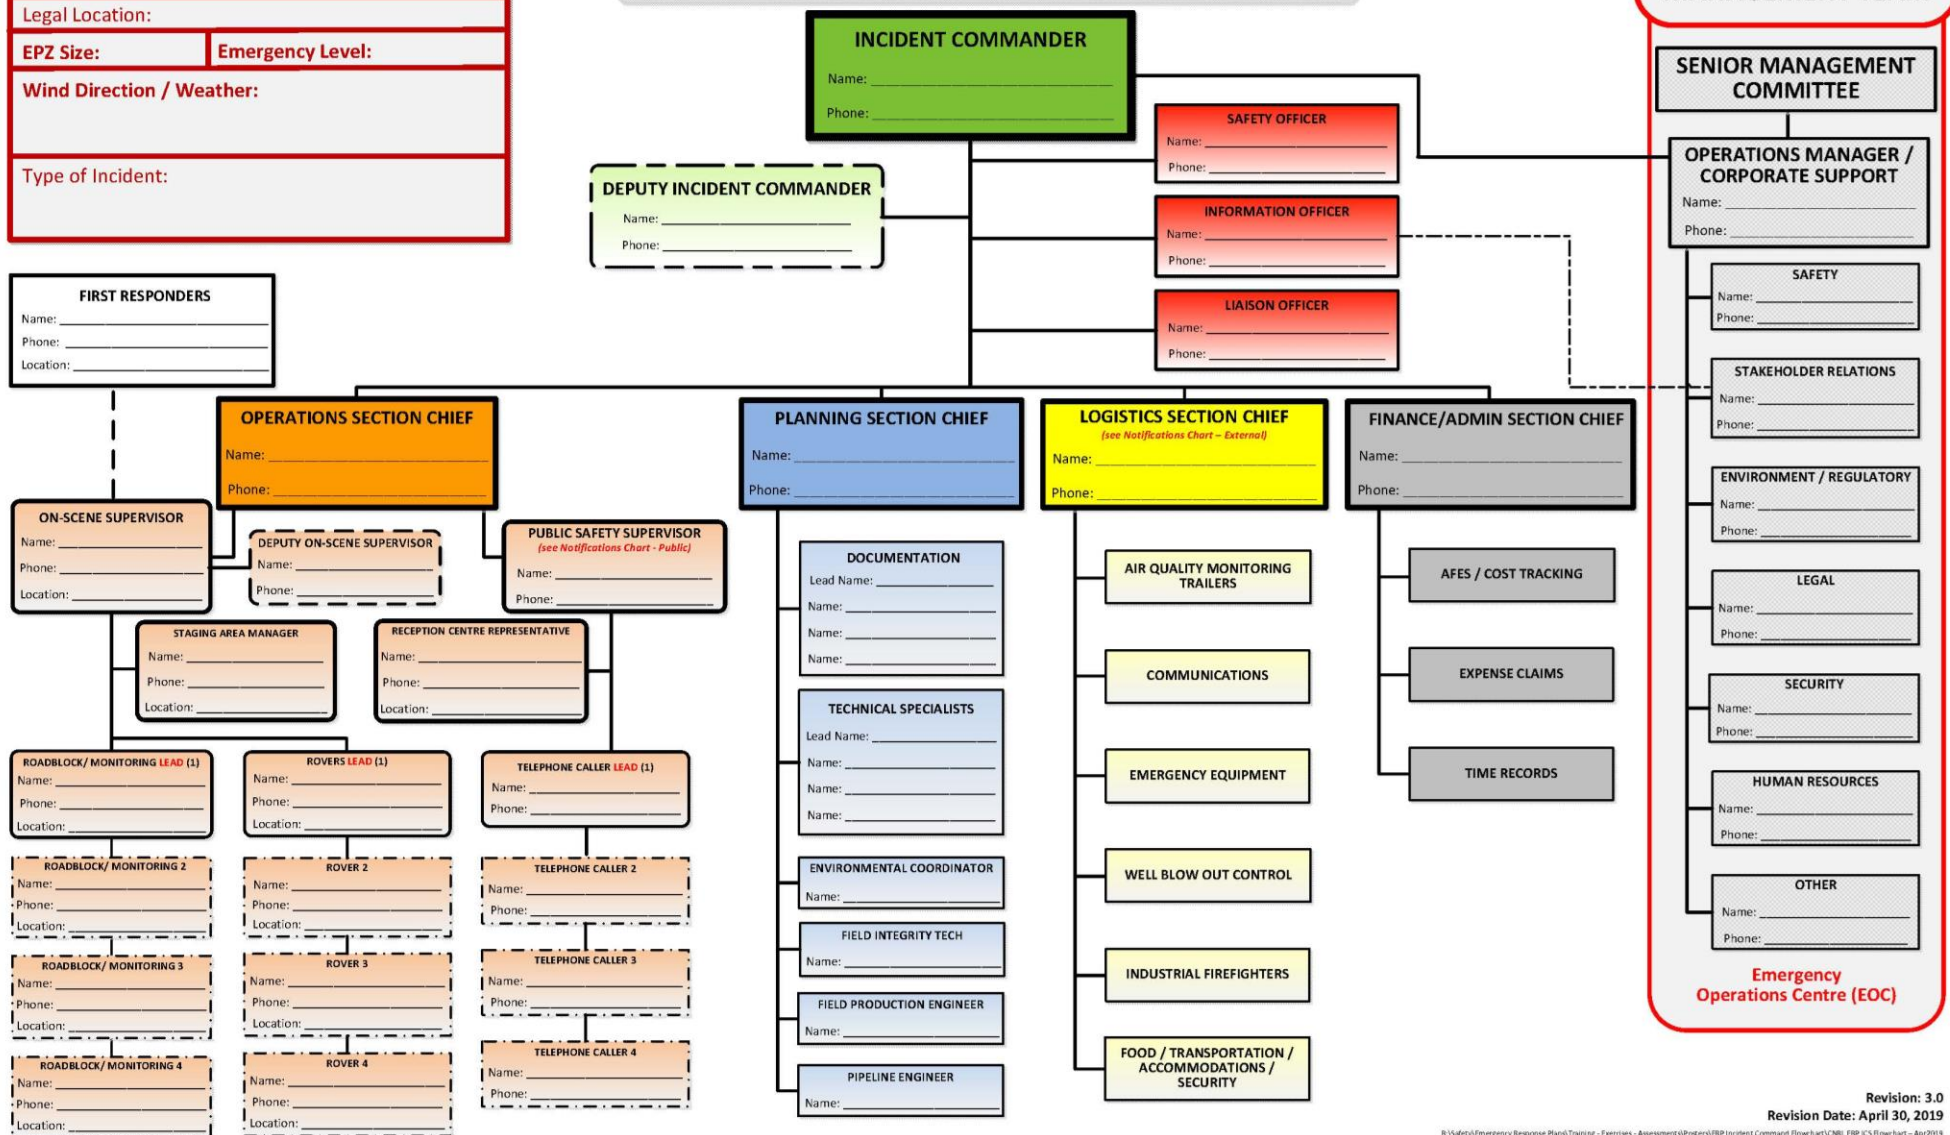 Legal Location:
EPZ Size:
Emergency Level:
Wind Direction / Weather:
Type of Incident:
INCIDENT COMMANDER
Name:
Phone:
DEPUTY INCIDENT COMMANDER
Name:
Phone:
SAFETY OFFICER
Name:
Phone:
INFORMATION OFFICER
Name:
Phone:
LIAISON OFFICER
Name:
Phone:
SENIOR MANAGEMENT
COMMITTEE
OPERATIONS MANAGER /
CORPORATE SUPPORT
Name:
Phone:
SAFETY
Name:
Phone:
STAKEHOLDER RELATIONS
Name:
Phone:
ENVIRONMENT / REGULATORY
Name:
Phone:
LEGAL
Name:
Phone:
SECURITY
Name:
Phone:
HUMAN RESOURCES
Name:
Phone:
OTHER
Name:
Phone:
Emergency
Operations Centre (EOC)
FIRST RESPONDERS
Name:
Phone:
Location:
OPERATIONS SECTION CHIEF
Name:
Phone:
ON-SCENE SUPERVISOR
Name:
Phone:
Location:
DEPUTY ON-SCENE SUPERVISOR
Name:
Phone:
PUBLIC SAFETY SUPERVISOR
(see Notifications Chart - Public)
Name:
Phone:
STAGING AREA MANAGER
Name:
Phone:
Location:
RECEPTION CENTRE REPRESENTATIVE
Name:
Phone:
Location:
ROADBLOCK/ MONITORING LEAD (1)
Name:
Phone:
Location:
ROADBLOCK/ MONITORING 2
Name:
Phone:
Location:
ROADBLOCK/ MONITORING 3
Name:
Phone:
Location:
ROADBLOCK/ MONITORING 4
Name:
Phone:
Location:
ROVERS LEAD (1)
Name:
Phone:
Location:
ROVER 2
Name:
Phone:
Location:
ROVER 3
Name:
Phone:
Location:
ROVER 4
Name:
Phone:
Location:
TELEPHONE CALLER LEAD (1)
Name:
Phone:
TELEPHONE CALLER 2
Name:
Phone:
TELEPHONE CALLER 3
Name:
Phone:
TELEPHONE CALLER 4
Name:
Phone:
PLANNING SECTION CHIEF
Name:
Phone:
DOCUMENTATION
Lead Name:
Name:
Name:
Name:
TECHNICAL SPECIALISTS
Lead Name:
Name:
Name:
Name:
ENVIRONMENTAL COORDINATOR
Name:
FIELD INTEGRITY TECH
Name:
FIELD PRODUCTION ENGINEER
Name:
PIPELINE ENGINEER
Name:
LOGISTICS SECTION CHIEF
(see Notifications Chart – External)
Name:
Phone:
AIR QUALITY MONITORING
TRAILERS
COMMUNICATIONS
EMERGENCY EQUIPMENT
WELL BLOW OUT CONTROL
INDUSTRIAL FIREFIGHTERS
FOOD / TRANSPORTATION /
ACCOMMODATIONS /
SECURITY
FINANCE/ADMIN SECTION CHIEF
Name:
Phone:
AFES / COST TRACKING
EXPENSE CLAIMS
TIME RECORDS
Revision: 3.0
Revision Date: April 30, 2019